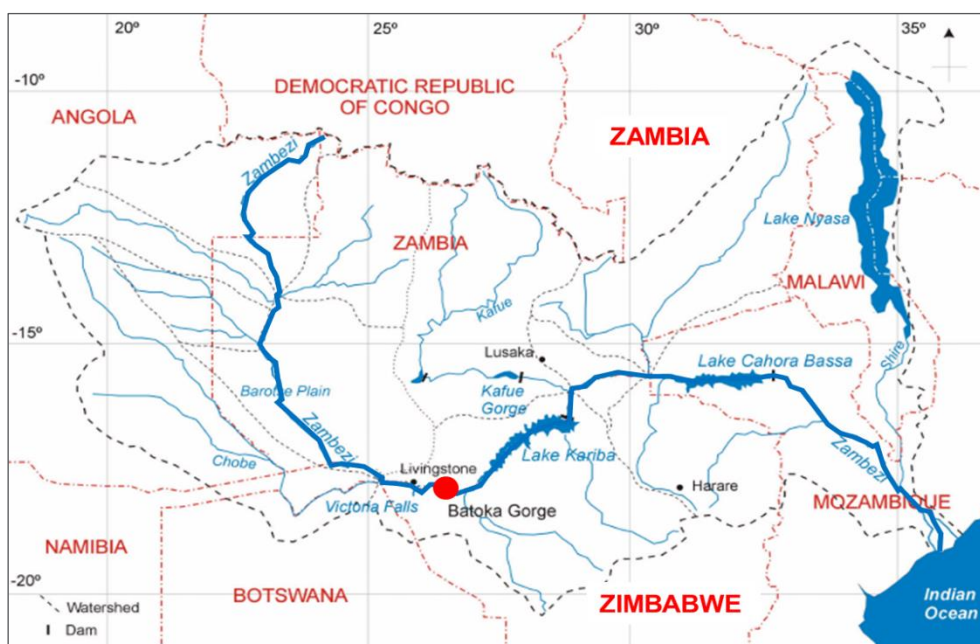 20º
25º
30º
35º
-10º
DEMOCRATIC REPUBLIC
OF CONGO
ANGOLA
ZAMBIA
Zambezi
Lake Nyasa
ZAMBIA
MALAWI
Kafue
-15º
Lusaka
Shire
Lake Cahora Bassa
Barotse Plain
Kafue
Gorge
Zambezi
Lake Kariba
Zambezi
Chobe
Livingstone
Harare
Victoria Falls
Batoka Gorge
MOZAMBIQUE
NAMIBIA
-20º
BOTSWANA
ZIMBABWE
Indian
Ocean
Watershed
Dam